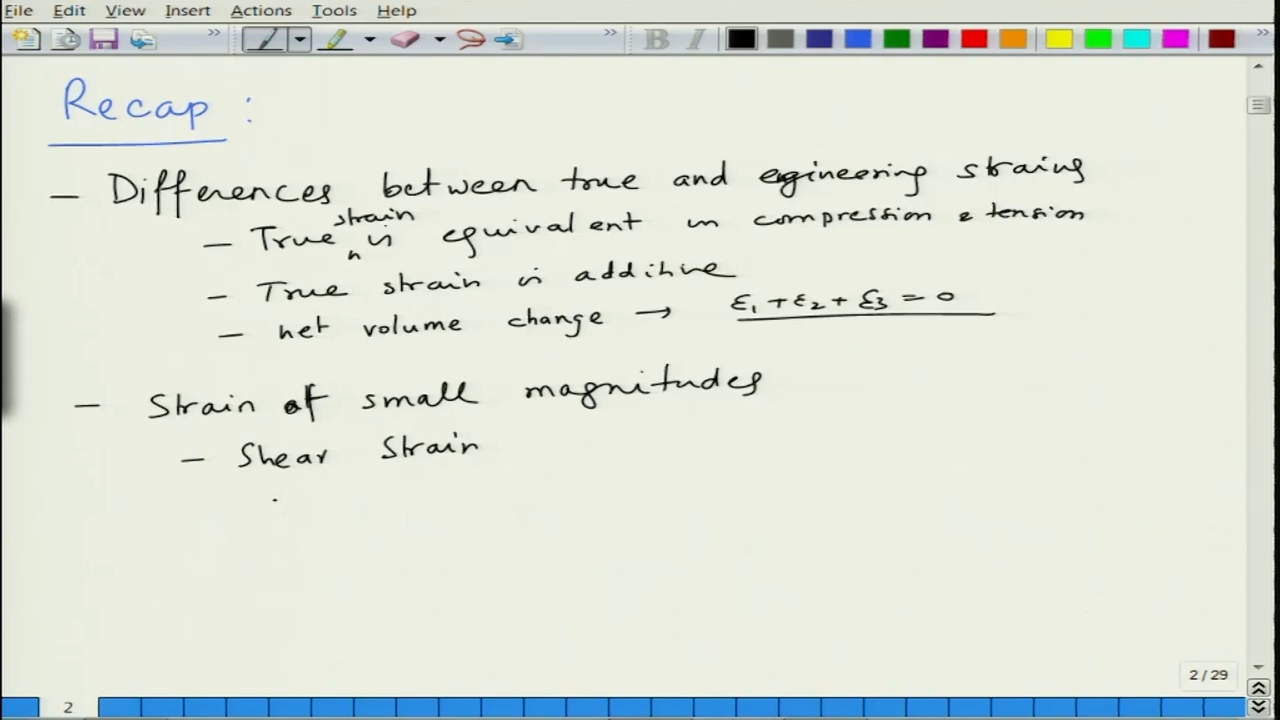 File Edit View Insert Actions Tools Help
B I
Recap :
- Differences between true and engineering strains
strain
- True is equivalent in compression & tension
- True strain is additive
- net volume change → ε₁ + ε₂ + ε₃ = 0
- Strain of small magnitudes
- Shear Strain
2 / 29
2